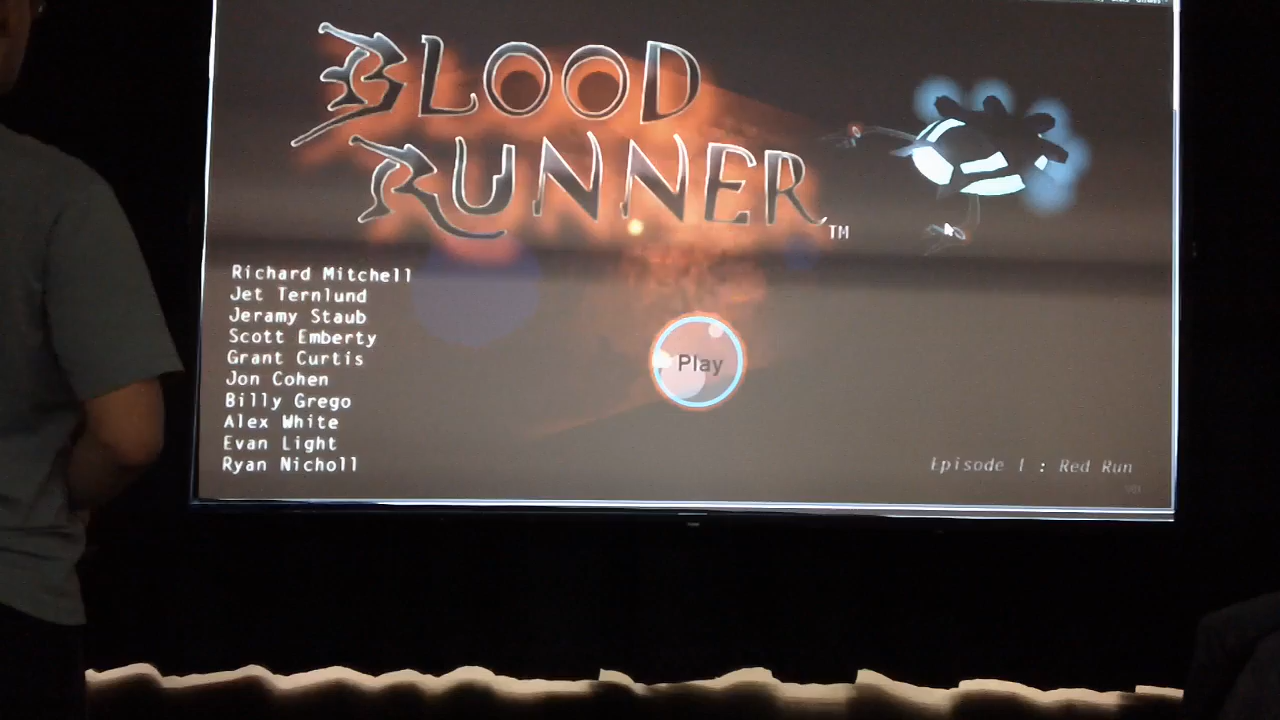 BLOOD
RUNNER
TM
Richard Mitchell
Jet Ternlund
Jeramy Staub
Scott Emberty
Grant Curtis
Jon Cohen
Billy Grego
Alex White
Evan Light
Ryan Nicholl
Play
Episode 1 : Red Run